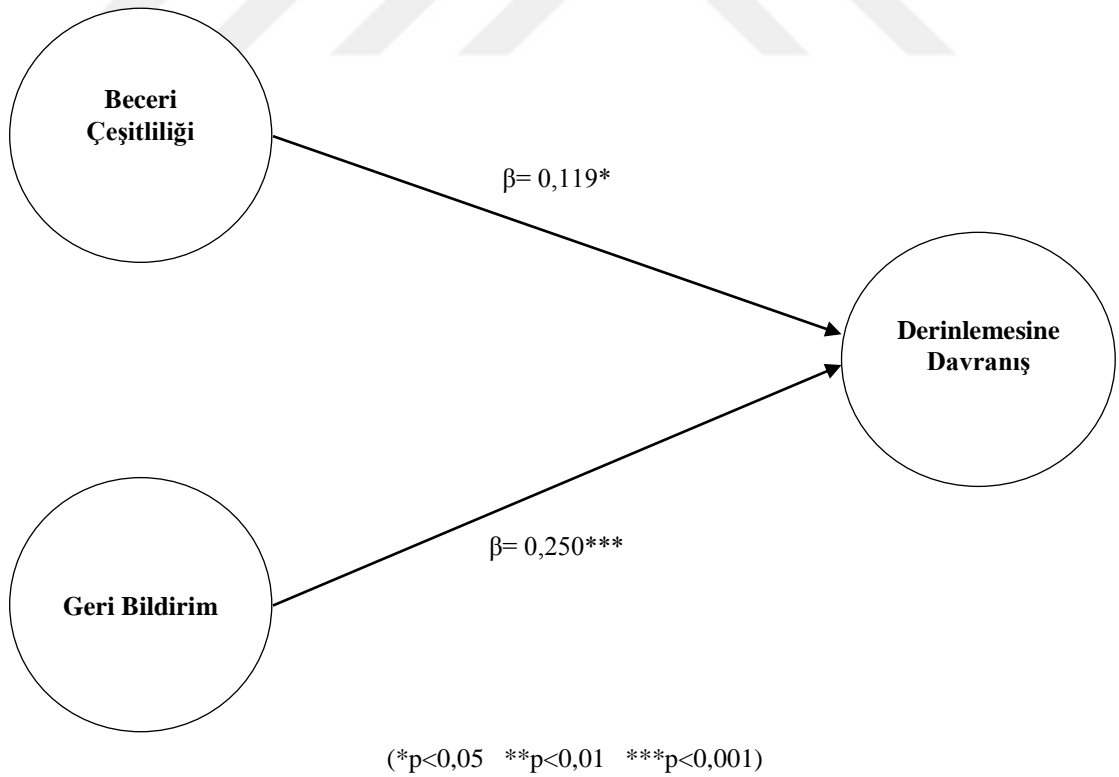 Beceri
Çeşitliliği
β= 0,119*
Derinlemesine
Davranış
β= 0,250***
Geri Bildirim
(*p<0,05 **p<0,01 ***p<0,001)